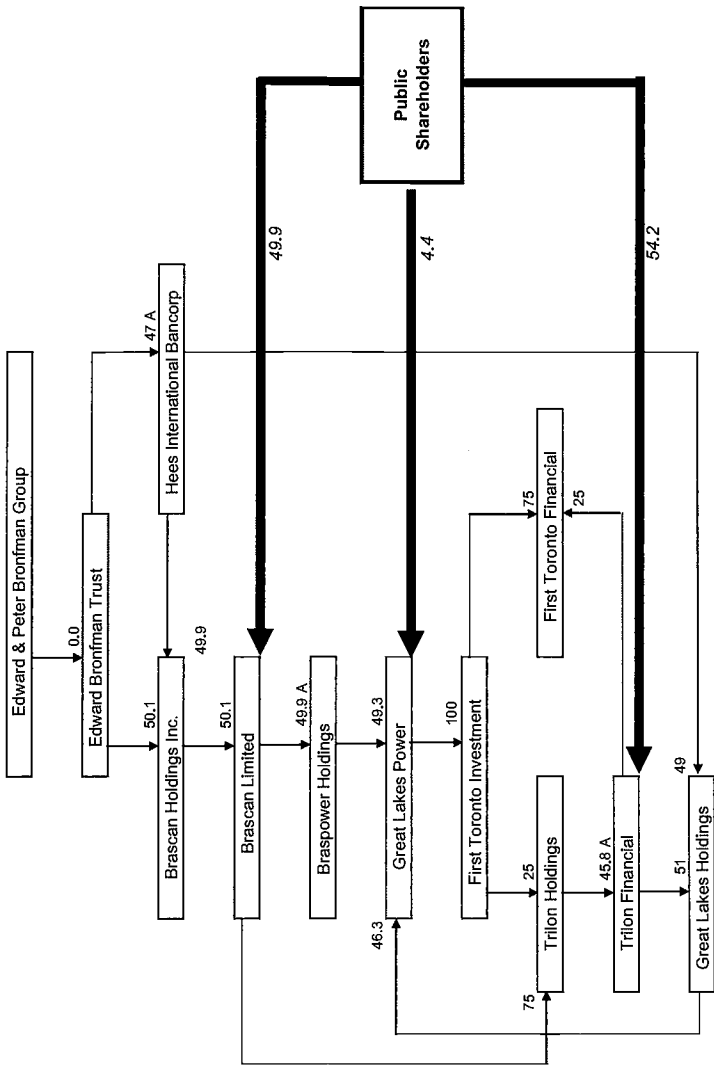 Edward & Peter Bronfman Group
0.0
Edward Bronfman Trust
50.1
47 A
Brascan Holdings Inc.
49.9
Hees International Bancorp
50.1
Brascan Limited
49.9
49.9 A
Braspower Holdings
46.3
49.3
Great Lakes Power
4.4
Public
Shareholders
100
First Toronto Investment
75
25
Trilon Holdings
75
First Toronto Financial
25
45.8 A
Trilon Financial
54.2
51
49
Great Lakes Holdings